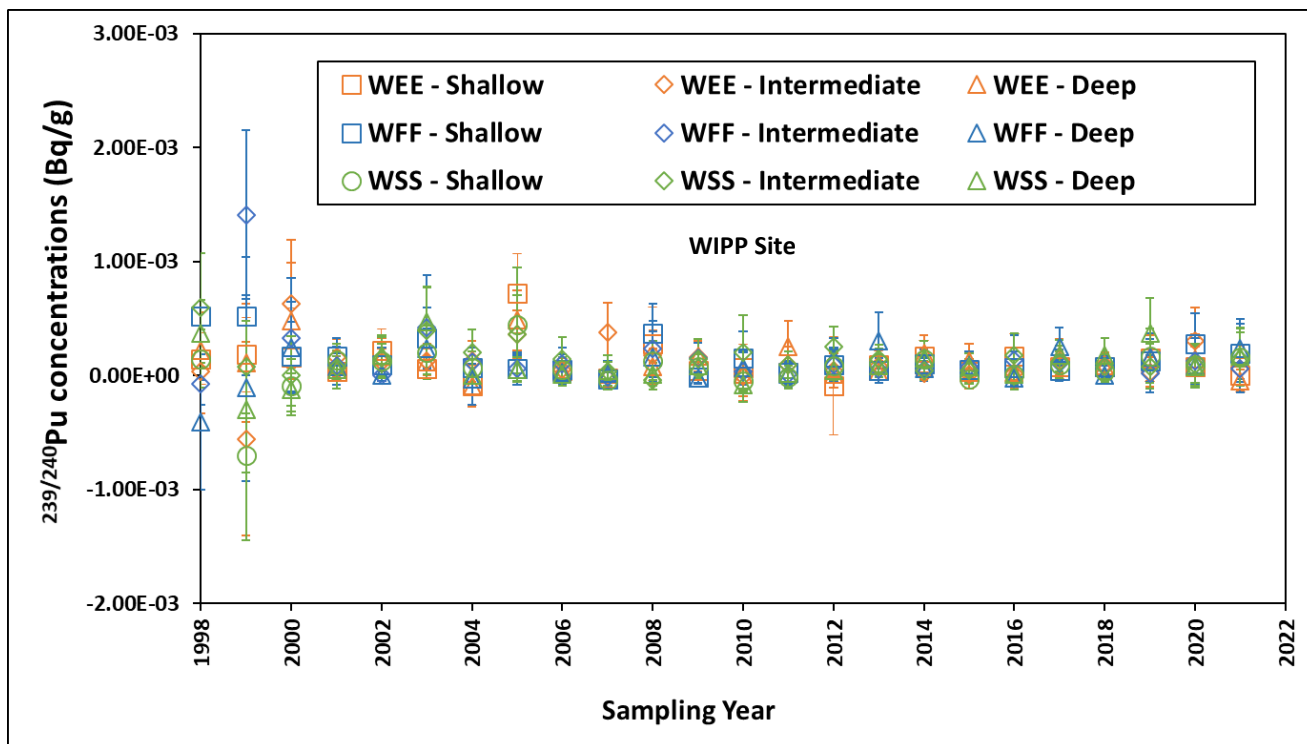 3.00E-03
2.00E-03
1.00E-03
0.00E+00
-1.00E-03
-2.00E-03
239/240Pu concentrations (Bq/g)
WEE - Shallow WEE - Intermediate WEE - Deep
WFF - Shallow WFF - Intermediate WFF - Deep
WSS - Shallow WSS - Intermediate WSS - Deep
WIPP Site
1998 2000 2002 2004 2006 2008 2010 2012 2014 2016 2018 2020 2022
Sampling Year